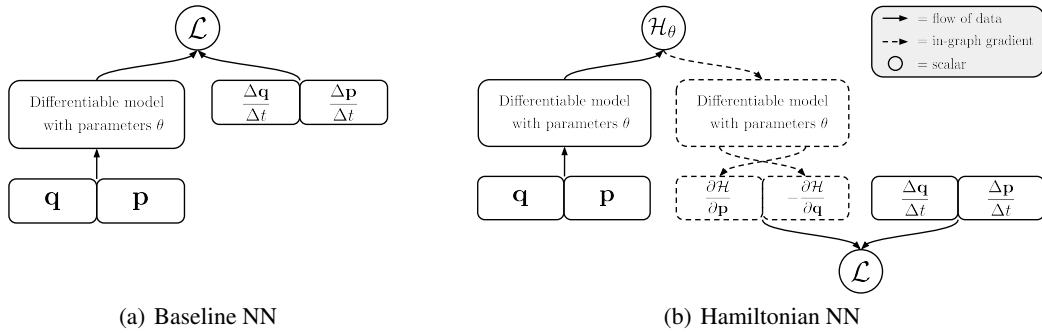 ℒ
Differentiable model
with parameters θ
Δq
Δt
Δp
Δt
q
p
(a) Baseline NN
ℋθ
Differentiable model
with parameters θ
Differentiable model
with parameters θ
q
p
∂ℋ
∂p
−∂ℋ
∂q
Δq
Δt
Δp
Δt
ℒ
(b) Hamiltonian NN
= flow of data
= in-graph gradient
= scalar